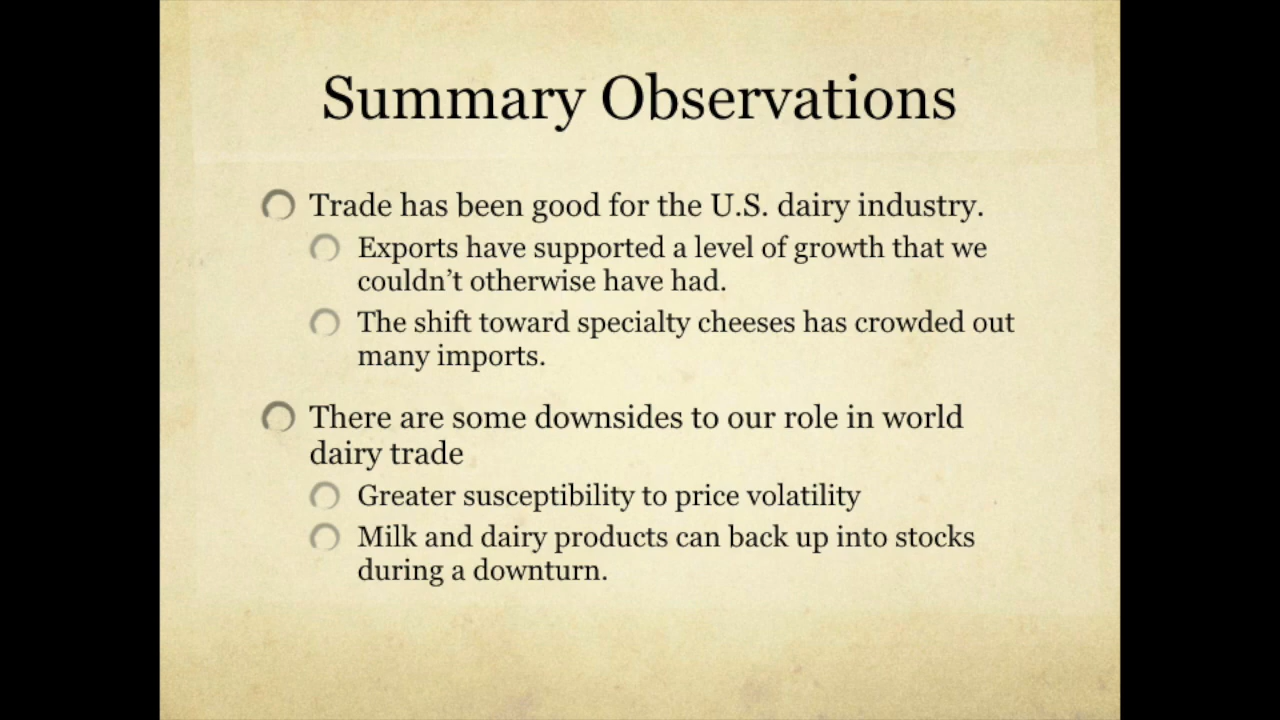 Summary Observations
Trade has been good for the U.S. dairy industry.
Exports have supported a level of growth that we
couldn’t otherwise have had.
The shift toward specialty cheeses has crowded out
many imports.
There are some downsides to our role in world
dairy trade
Greater susceptibility to price volatility
Milk and dairy products can back up into stocks
during a downturn.